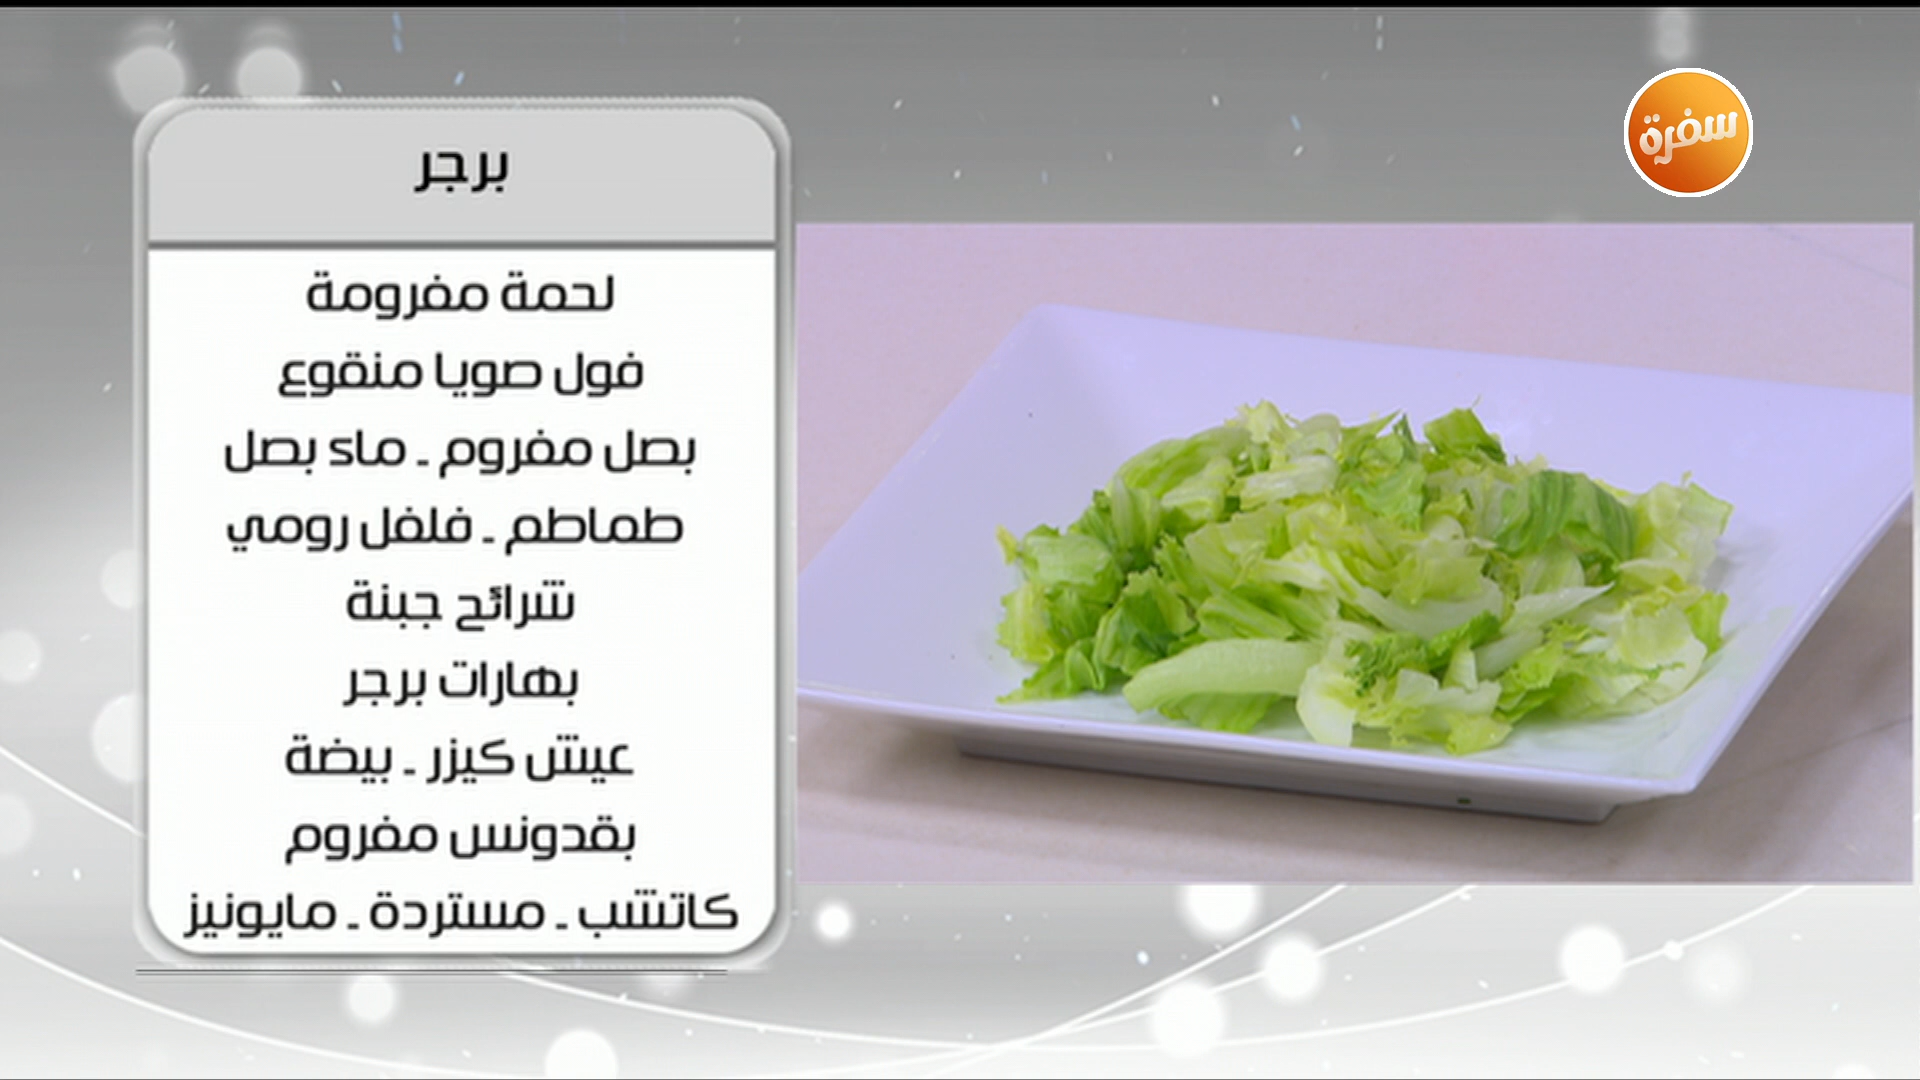 سفرة
برجر
لحمة مفرومة
فول صويا منقوع
بصل مفروم ـ ماء بصل
طماطم ـ فلفل رومي
شرائح جبنة
بهارات برجر
عيش كيزر ـ بيضة
بقدونس مفروم
كاتشب ـ مستردة ـ مايونيز